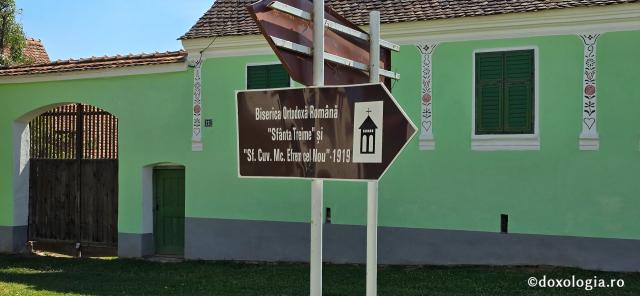 Biserica Ortodoxă Română
"Sfânta Treime" şi
"Sf. Cuv. Mc. Efrem cel Nou"-1919
©doxologia.ro